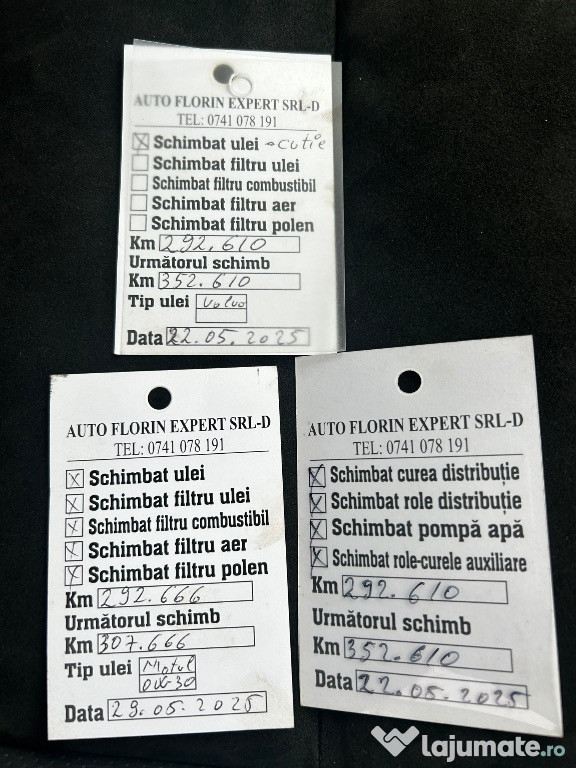 AUTO FLORIN EXPERT SRL-D
TEL: 0741 078 191
Schimbat ulei - cutie
Schimbat filtru ulei
Schimbat filtru combustibil
Schimbat filtru aer
Schimbat filtru polen
Km 292.610
Următorul schimb
Km 352.610
Tip ulei Volvo
Data 22.05.2025
AUTO FLORIN EXPERT SRL-D
TEL: 0741 078 191
Schimbat ulei
Schimbat filtru ulei
Schimbat filtru combustibil
Schimbat filtru aer
Schimbat filtru polen
Km 292.666
Următorul schimb
Km 307.666
Tip ulei Motul
0W-30
Data 29.05.2025
AUTO FLORIN EXPERT SRL-D
TEL: 0741 078 191
Schimbat curea distribuție
Schimbat role distribuție
Schimbat pompă apă
Schimbat role-curele auxiliare
Km 292.610
Următorul schimb
Km 352.610
Data 22.05.2025
lajumate.ro